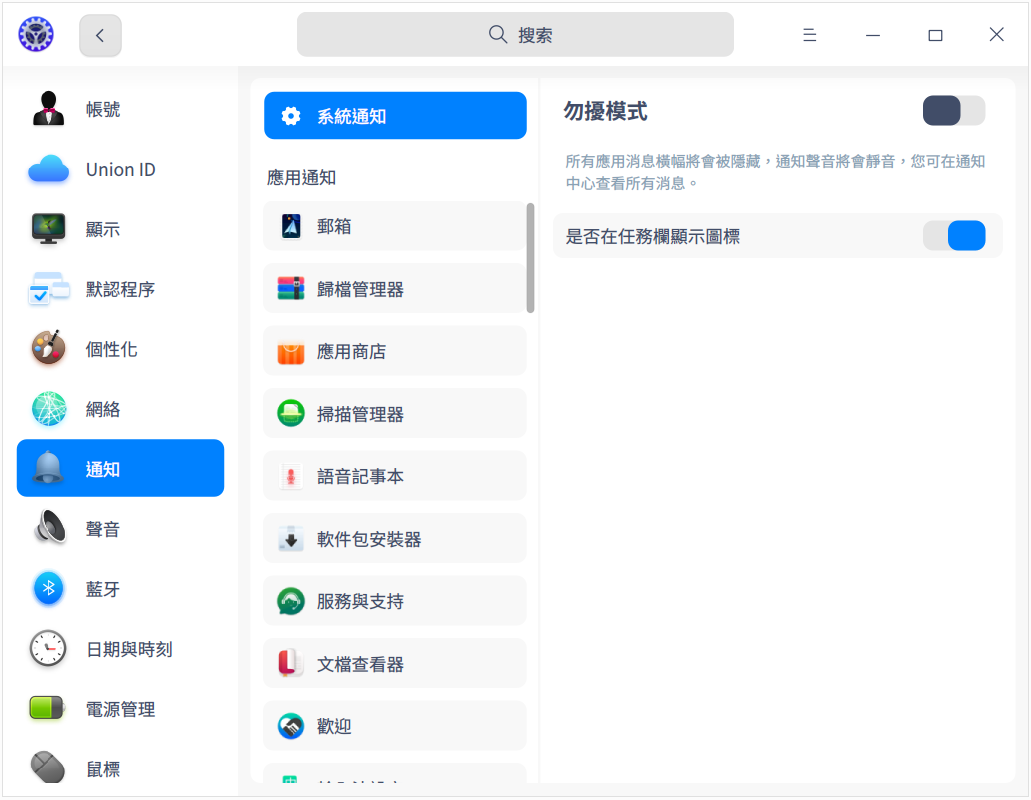 搜索
帳號
Union ID
顯示
默認程序
個性化
網絡
通知
聲音
藍牙
日期與時刻
電源管理
鼠標
系統通知
應用通知
郵箱
歸檔管理器
應用商店
掃描管理器
語音記事本
軟件包安裝器
服務與支持
文檔查看器
歡迎
勿擾模式
所有應用消息橫幅將會被隱藏，通知聲音將會靜音，您可在通知
中心查看所有消息。
是否在任務欄顯示圖標